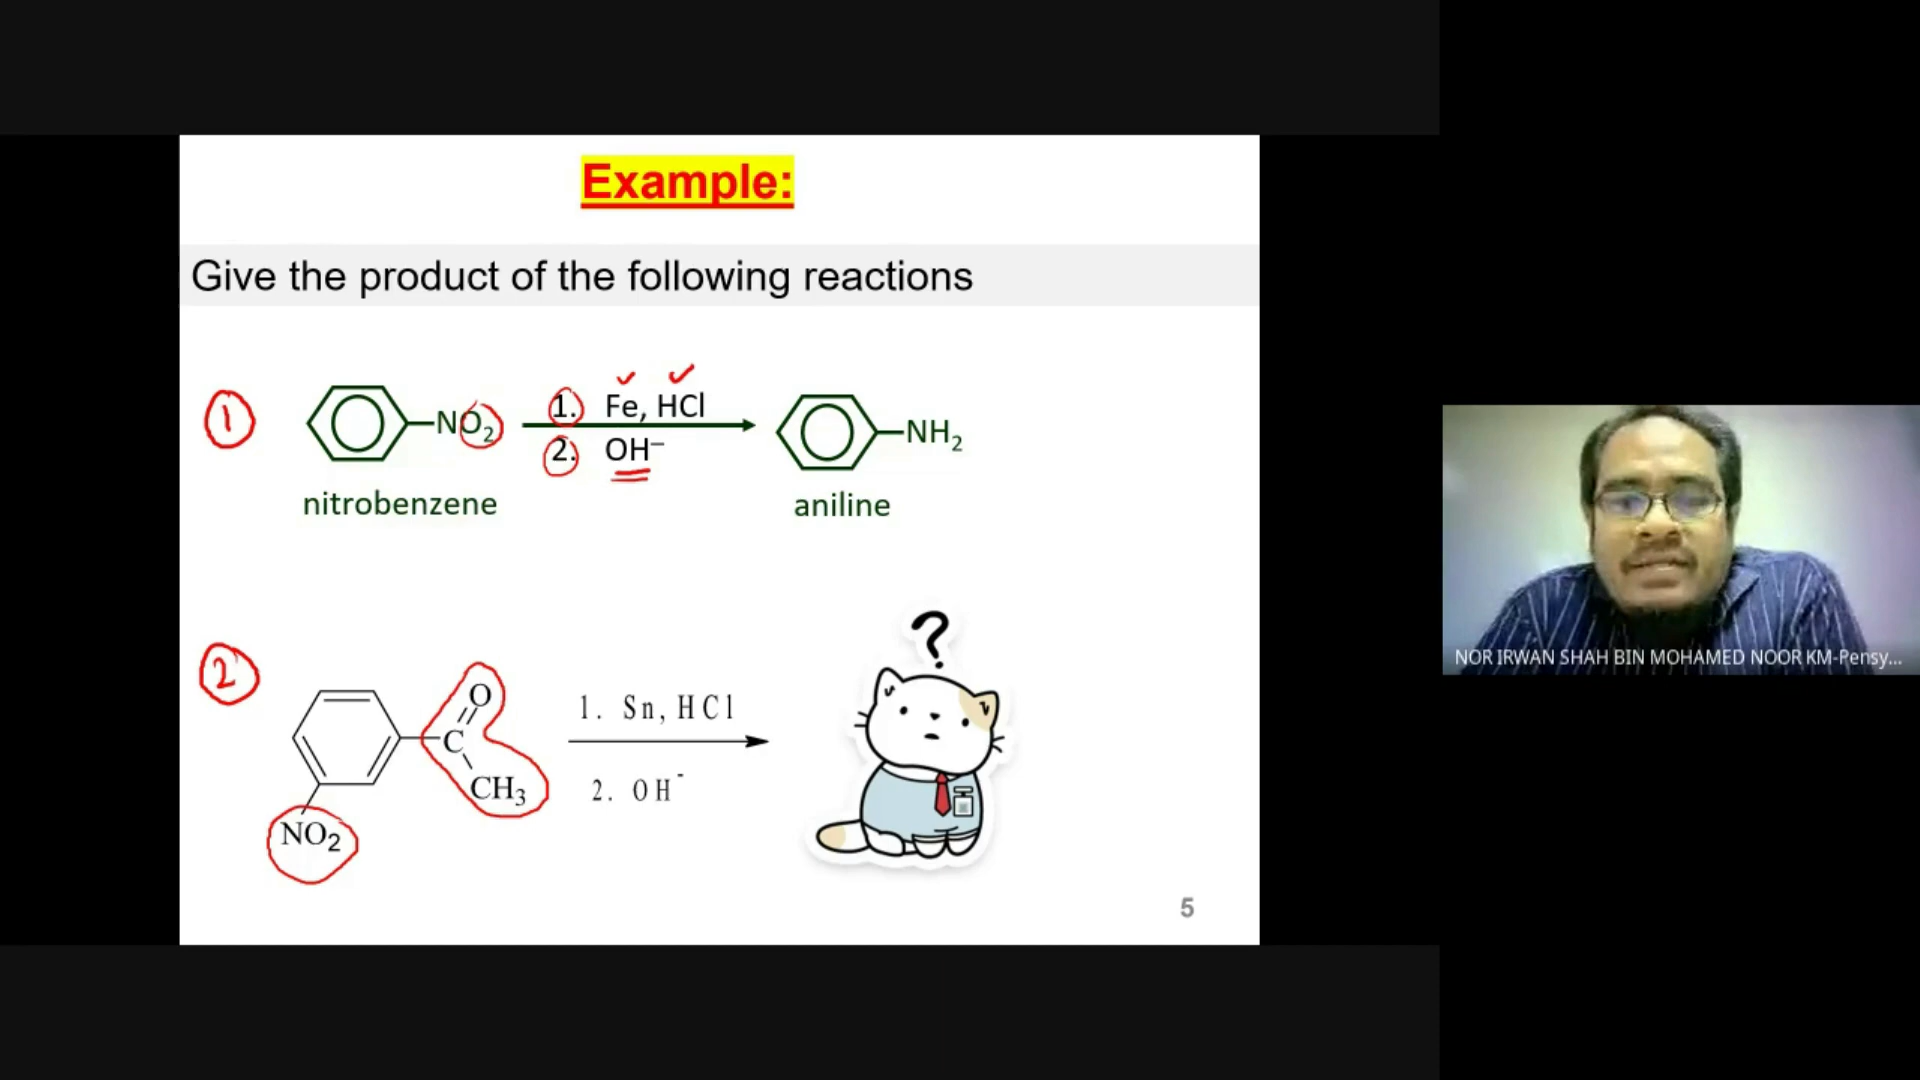 Example:
Give the product of the following reactions
1
NO2
1. Fe, HCl
2. OH−
NH2
nitrobenzene
aniline
2
O
C
CH3
NO2
1. Sn, HCl
2. OH-
?
5
NOR IRWAN SHAH BIN MOHAMED NOOR KM-Pensy...